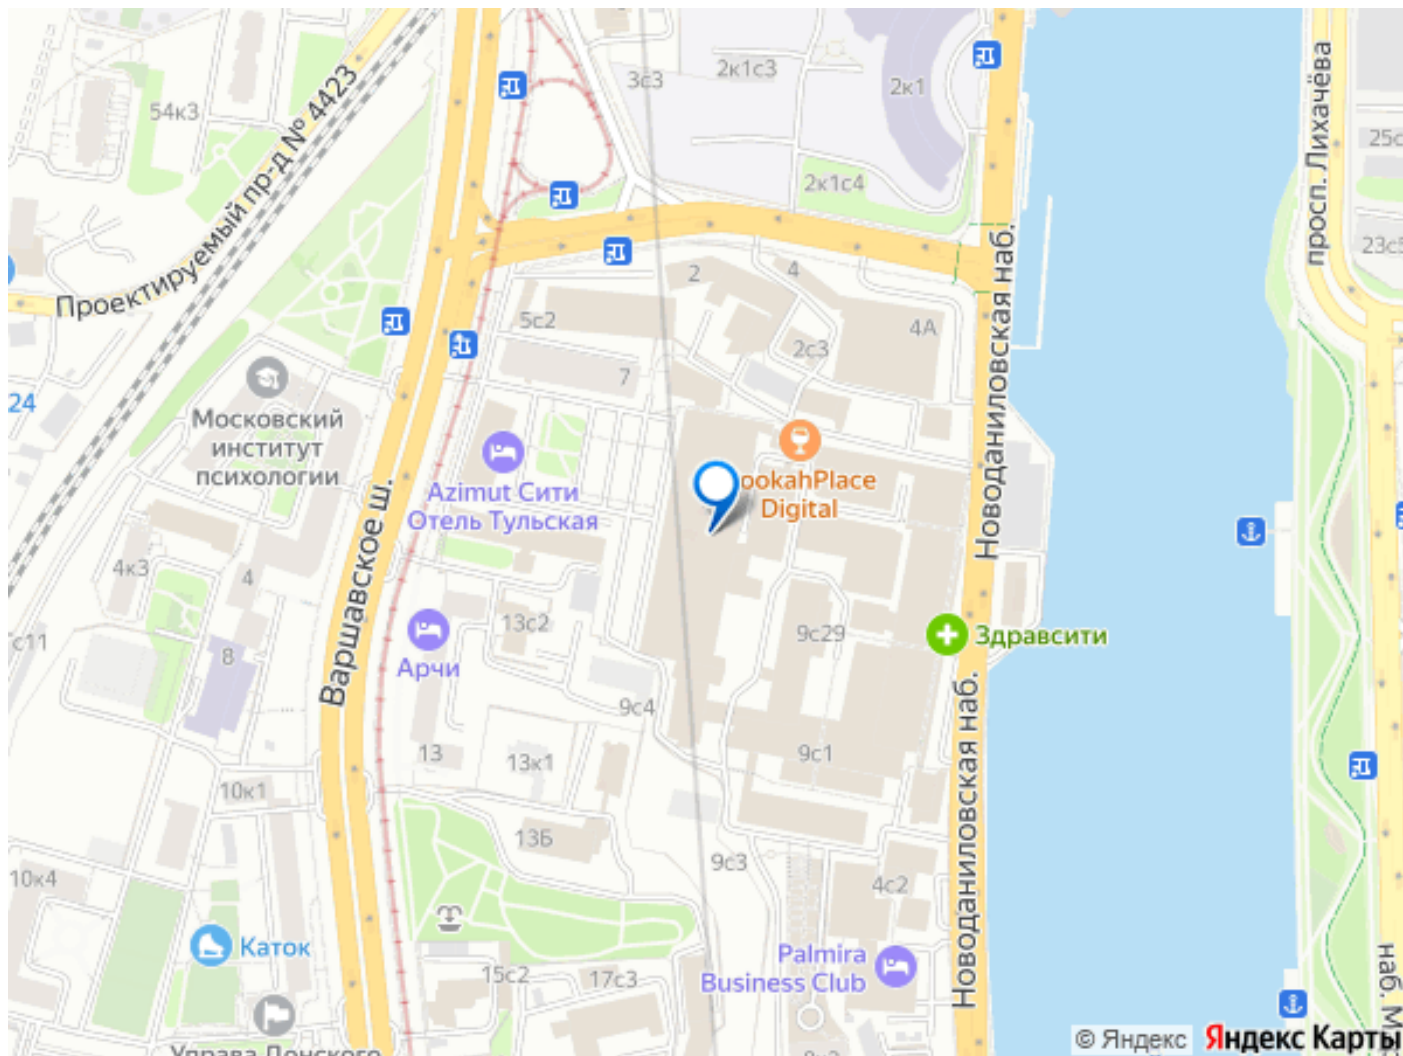 3с3
2к1с3
2к1
просп. Лихачёва
54к3
Проектируемый пр-д № 4423
2к1с4
23с5
2
4
Новоданиловская наб.
5с2
4А
2с3
7
24
Московский
институт
психологии
Azimut Сити
Отель Тульская
ookahPlace
Digital
Варшавское ш.
4к3
4
с11
8
Арчи
13с2
9с29
Здравсити
9с4
13
13к1
9с1
Новоданиловская наб.
10к1
13Б
9с3
10к4
4с2
Каток
Palmira
Business Club
15с2
17с3
наб. М
Управа Донского
© Яндекс
Яндекс Карты